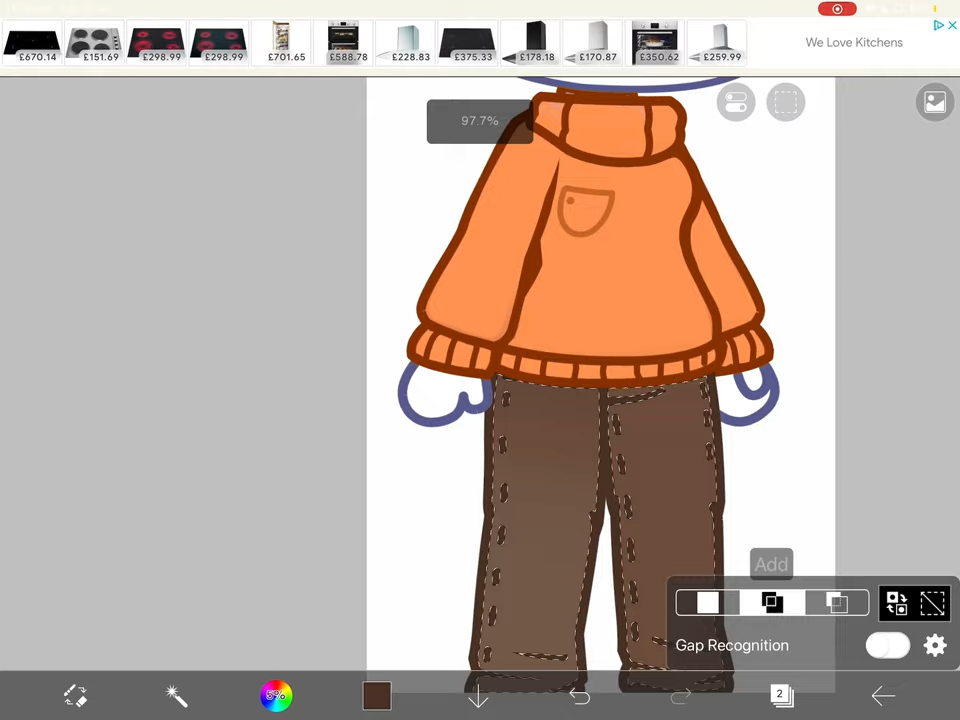 £670.14 £151.69 £298.99 £298.99 £701.65 £588.78 £228.83 £375.33 £178.18 £170.87 £350.62 £259.99
We Love Kitchens
97.7%
Add
Gap Recognition
5%
2